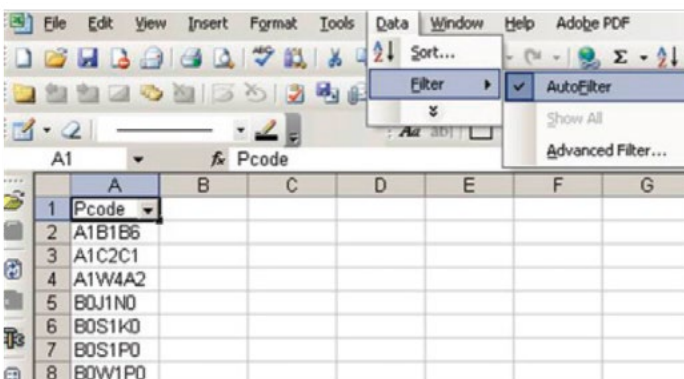 File Edit View Insert Format Tools Data Window Help Adobe PDF
Sort...
Filter
AutoFilter
Show All
Advanced Filter...
A1 fx Pcode
A B C D E F G
1 Pcode
2 A1B1B6
3 A1C2C1
4 A1W4A2
5 B0J1N0
6 B0S1K0
7 B0S1P0
8 B0W1P0